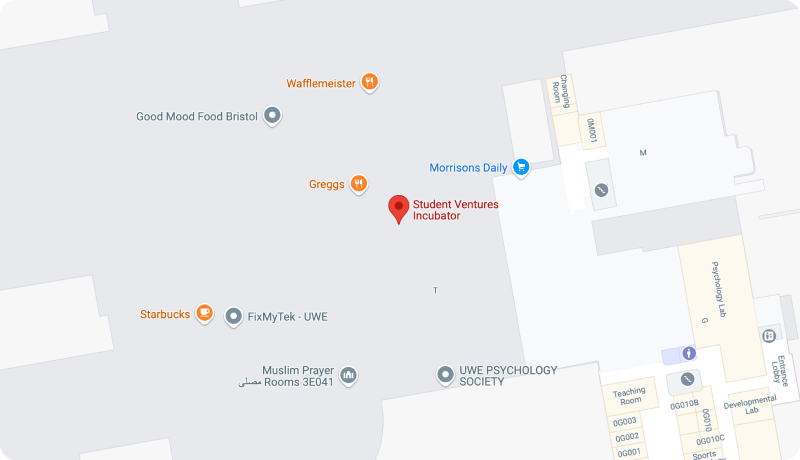 Wafflemeister
Good Mood Food Bristol
Changing
Room
0M001
M
Morrisons Daily
Greggs
Student Ventures
Incubator
Psychology Lab
T
G
Starbucks
FixMyTek - UWE
Entrance
Lobby
Muslim Prayer
Rooms 3E041 مصلى
UWE PSYCHOLOGY
SOCIETY
Teaching
Room
0G010B
Developmental
Lab
0G003
0G010
0G002
0G010C
0G001
Sports